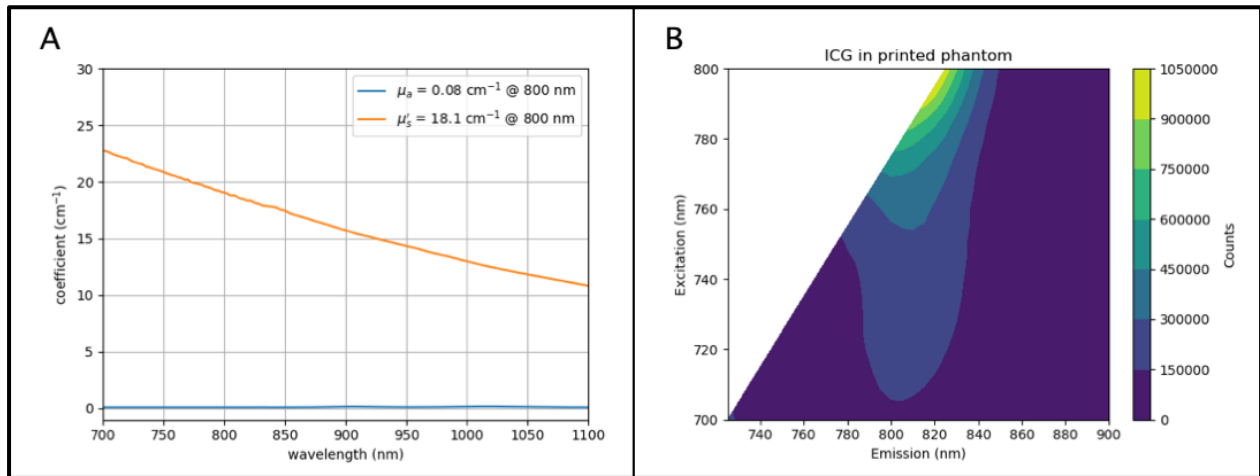 A
30
25
20
15
10
5
0
coefficient (cm⁻¹)
μₐ = 0.08 cm⁻¹ @ 800 nm
μ′ₛ = 18.1 cm⁻¹ @ 800 nm
700 750 800 850 900 950 1000 1050 1100
wavelength (nm)
B
ICG in printed phantom
800
780
760
740
720
700
Excitation (nm)
740 760 780 800 820 840 860 880 900
Emission (nm)
1050000
900000
750000
600000
450000
300000
150000
0
Counts